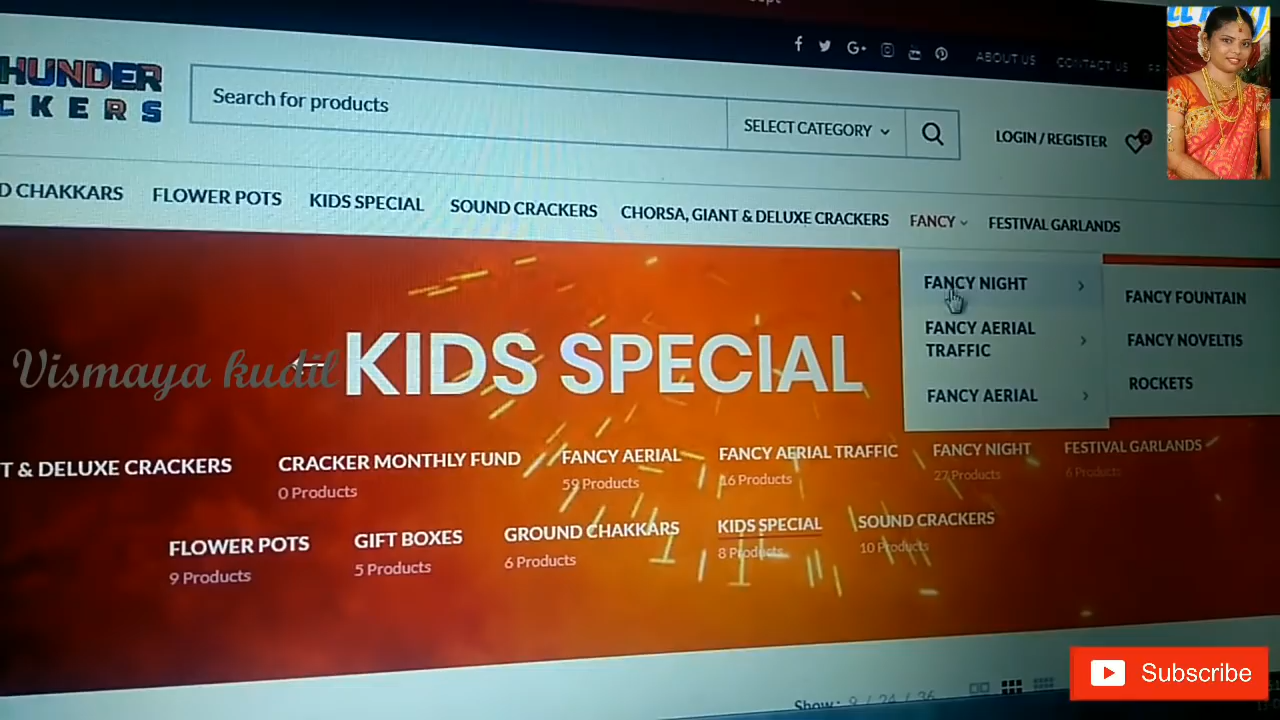 ABOUT US CONTACT US
HUNDER
CKERS
Search for products
SELECT CATEGORY
LOGIN / REGISTER
0
D CHAKKARS FLOWER POTS KIDS SPECIAL SOUND CRACKERS CHORSA, GIANT & DELUXE CRACKERS FANCY FESTIVAL GARLANDS
FANCY NIGHT
FANCY AERIAL
TRAFFIC
FANCY AERIAL
FANCY FOUNTAIN
FANCY NOVELTIS
ROCKETS
Vismaya kudil
KIDS SPECIAL
T & DELUXE CRACKERS CRACKER MONTHLY FUND FANCY AERIAL FANCY AERIAL TRAFFIC FANCY NIGHT FESTIVAL GARLANDS
0 Products 59 Products 16 Products 27 Products 6 Products
FLOWER POTS GIFT BOXES GROUND CHAKKARS KIDS SPECIAL SOUND CRACKERS
9 Products 5 Products 6 Products 8 Products 10 Products
Show : 9 / 24 / 36
Subscribe